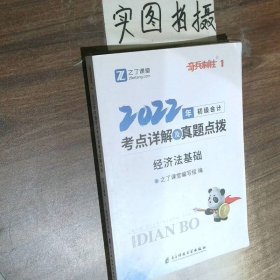 实图拍摄
之了课堂
奇兵制胜 1
2022年 初级会计
考点详解及真题点拨
经济法基础
之了课堂编写组 编
DIAN BO